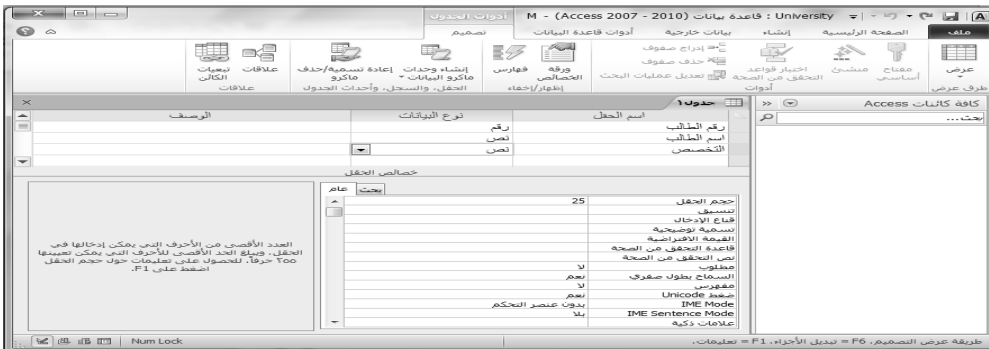 University : قاعدة بيانات (Access 2007 - 2010) - M
أدوات الجدول
ملف
الصفحة الرئيسية
إنشاء
بيانات خارجية
أدوات قاعدة البيانات
تصميم
عرض
مفتاح أساسي
منشئ
اختبار قواعد التحقق من الصحة
إدراج صفوف
حذف صفوف
تعديل عمليات البحث
ورقة الخصائص
فهارس
إنشاء وحدات ماكرو البيانات
إعادة تسمية/حذف ماكرو
علاقات
تبعيات الكائن
طرق عرض
أدوات
إظهار/إخفاء
الحقل، والسجل، وأحداث الجدول
علاقات
كافة كائنات Access
بحث...
جدول١
اسم الحقل
نوع البيانات
الوصف
رقم الطالب
رقم
اسم الطالب
نص
التخصص
نص
خصائص الحقل
عام
بحث
حجم الحقل
25
تنسيق
قناع الإدخال
تسمية توضيحية
القيمة الافتراضية
قاعدة التحقق من الصحة
نص التحقق من الصحة
مطلوب
لا
السماح بطول صفري
نعم
مفهرس
لا
ضغط Unicode
نعم
IME Mode
بدون عنصر التحكم
IME Sentence Mode
بلا
علامات ذكية
العدد الأقصى من الأحرف التي يمكن إدخالها في
الحقل. ويبلغ الحد الأقصى للأحرف التي يمكن تعيينها
٢٥٥ حرفاً. للحصول على تعليمات حول حجم الحقل
اضغط على F1.
طريقة عرض التصميم. F6 = تبديل الأجزاء. F1 = تعليمات.
Num Lock